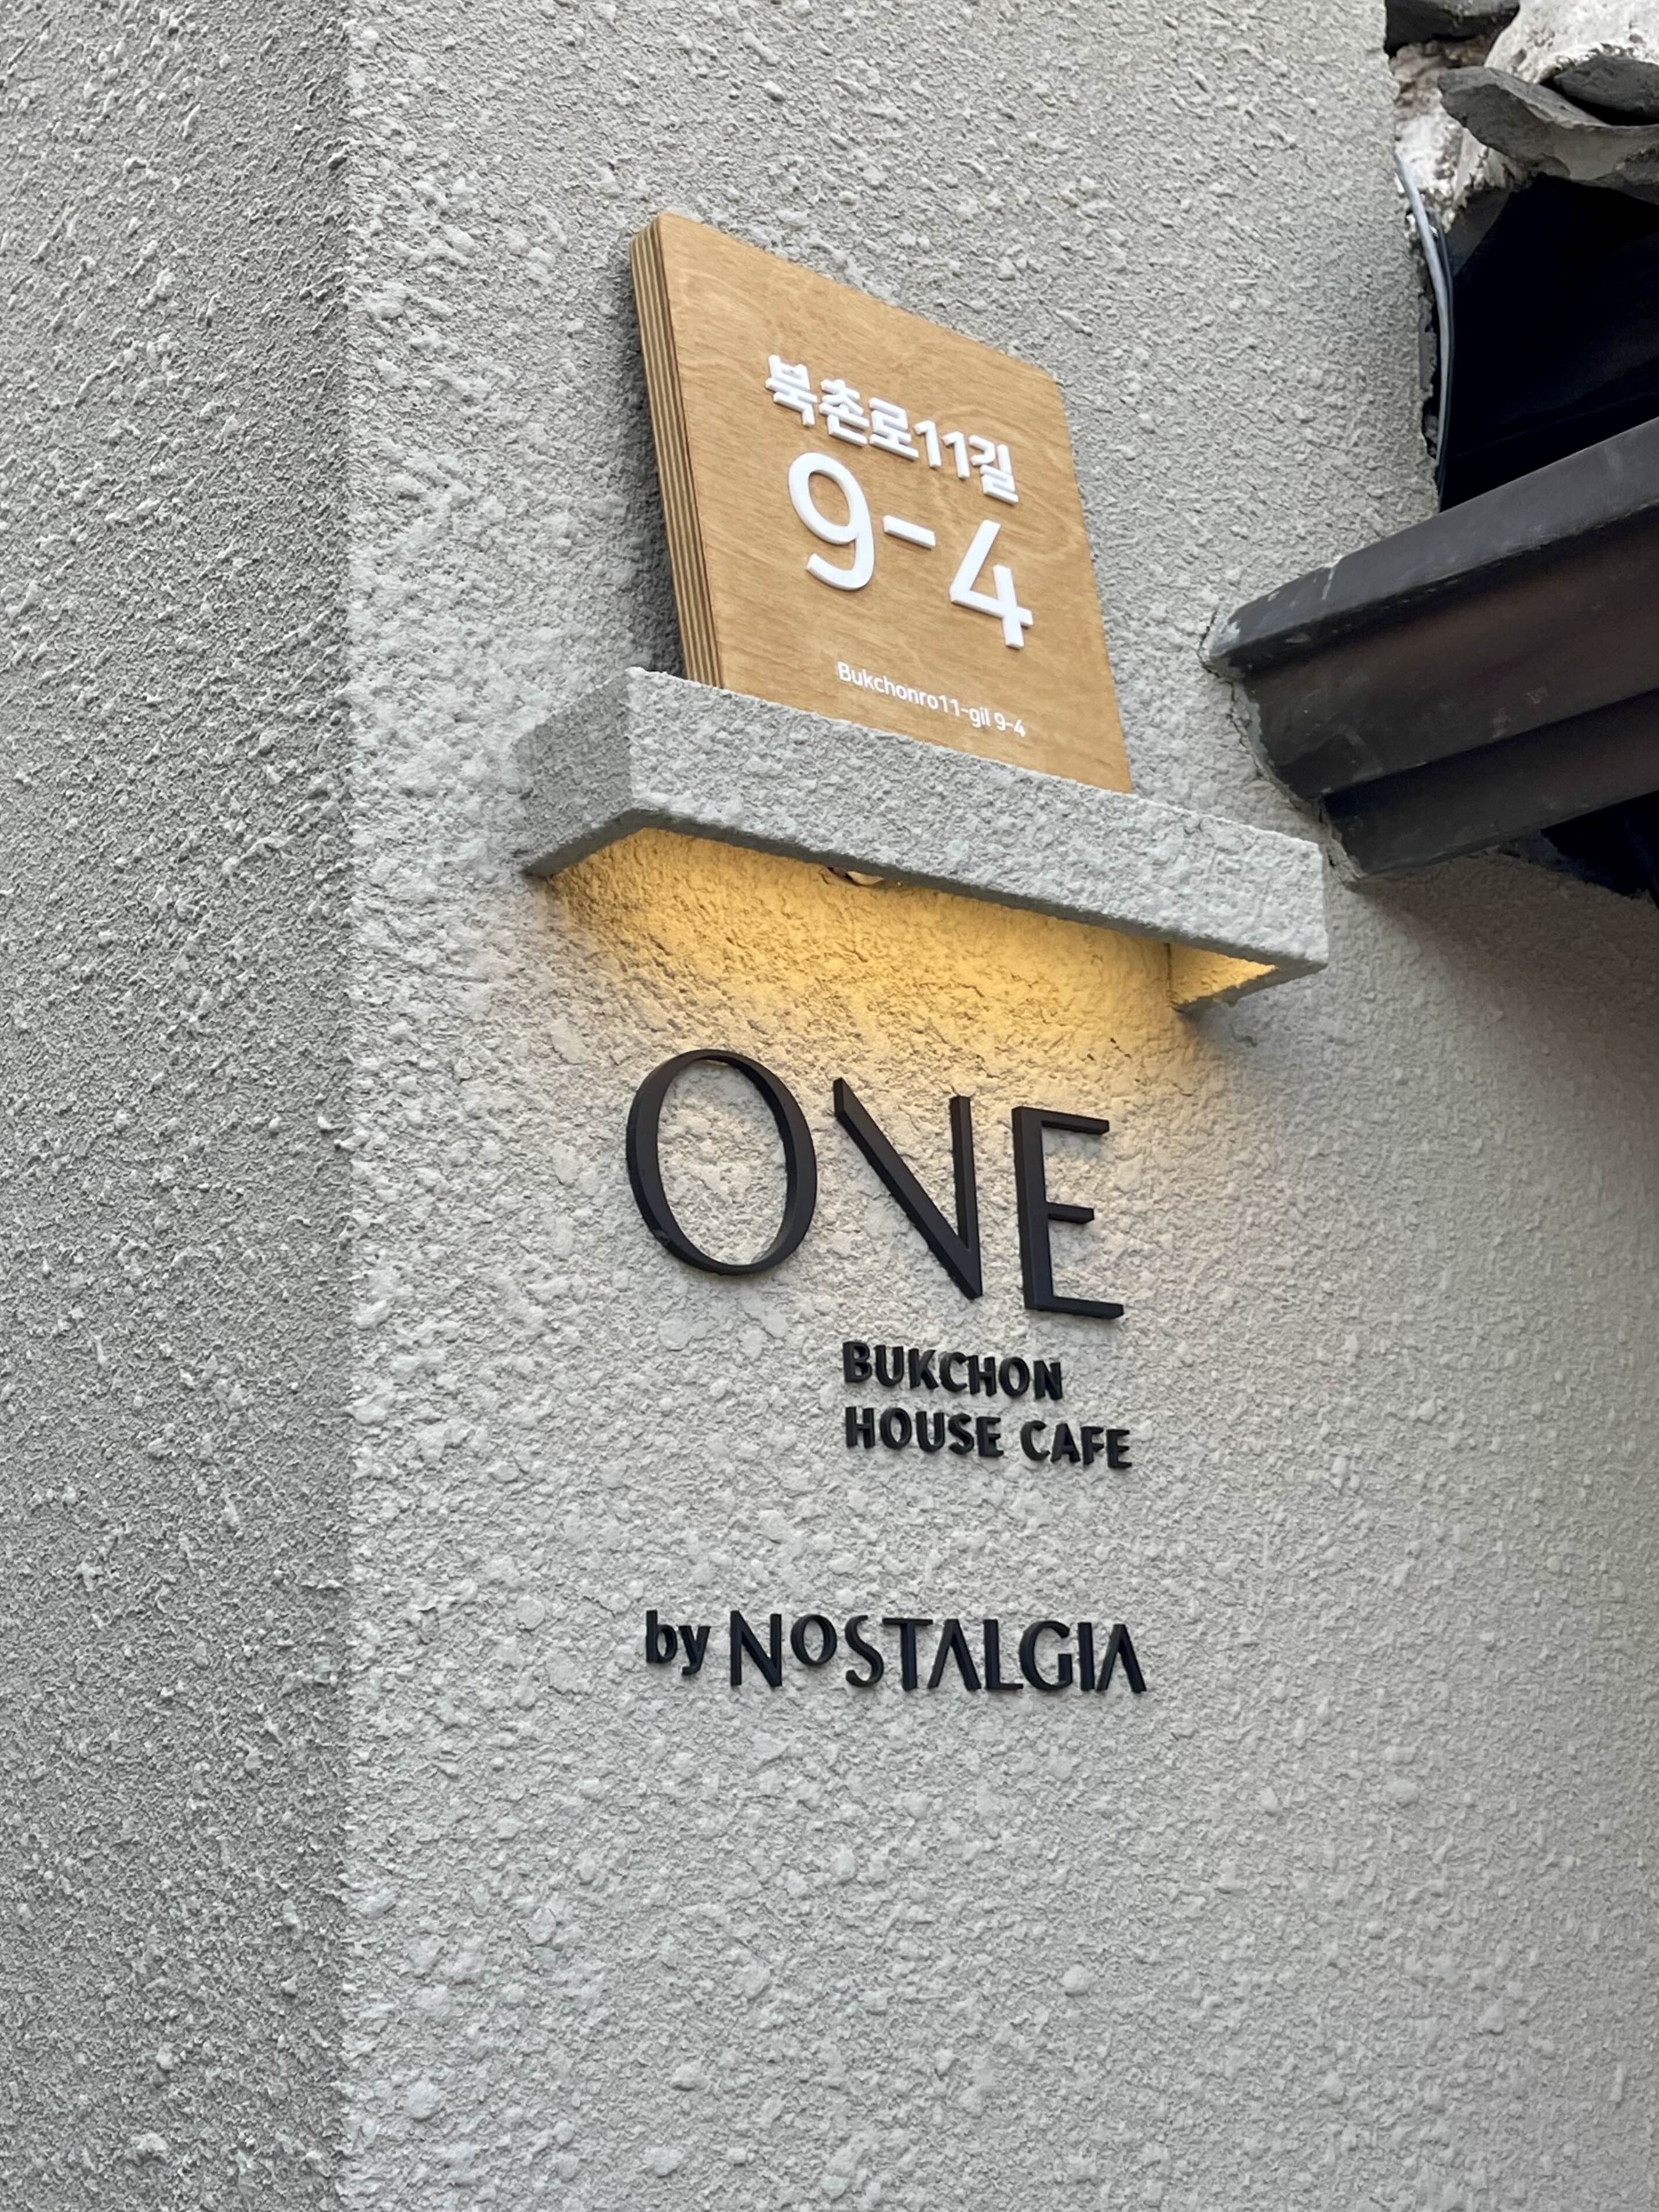 북촌로11길
9-4
Bukchonro11-gil 9-4
ONE
BUKCHON
HOUSE CAFE
by NOSTALGIA